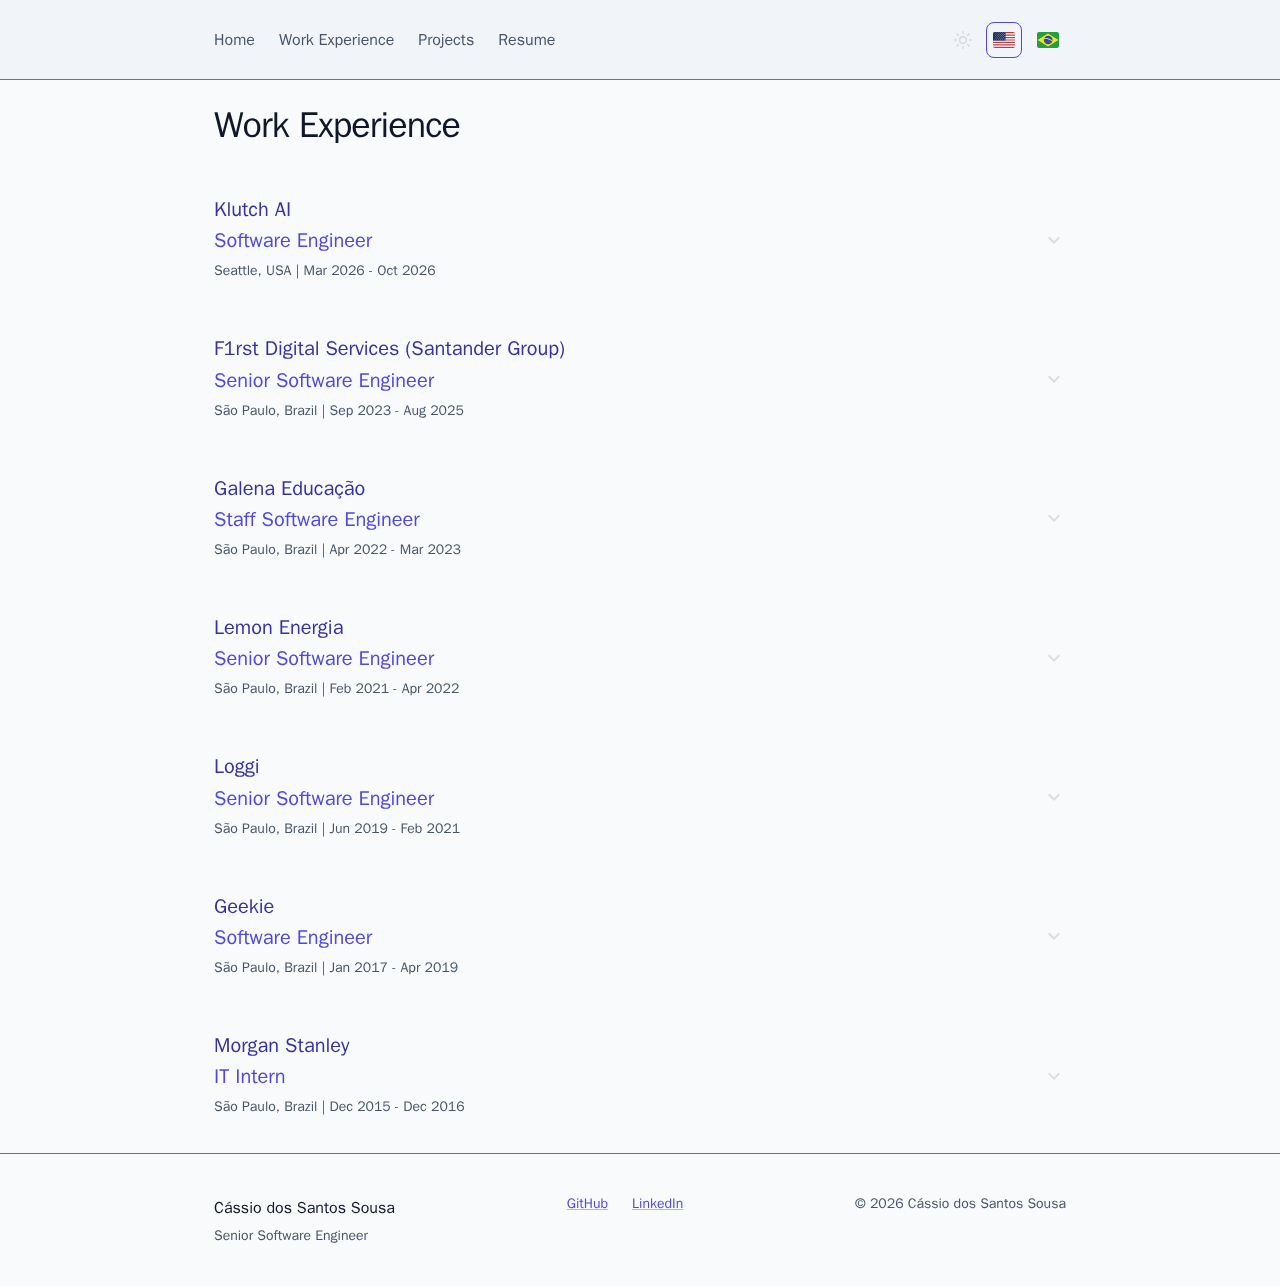 Home Work Experience Projects Resume
Work Experience
Klutch AI
Software Engineer
Seattle, USA | Mar 2026 - Oct 2026
F1rst Digital Services (Santander Group)
Senior Software Engineer
São Paulo, Brazil | Sep 2023 - Aug 2025
Galena Educação
Staff Software Engineer
São Paulo, Brazil | Apr 2022 - Mar 2023
Lemon Energia
Senior Software Engineer
São Paulo, Brazil | Feb 2021 - Apr 2022
Loggi
Senior Software Engineer
São Paulo, Brazil | Jun 2019 - Feb 2021
Geekie
Software Engineer
São Paulo, Brazil | Jan 2017 - Apr 2019
Morgan Stanley
IT Intern
São Paulo, Brazil | Dec 2015 - Dec 2016
Cássio dos Santos Sousa
Senior Software Engineer
GitHub LinkedIn
© 2026 Cássio dos Santos Sousa